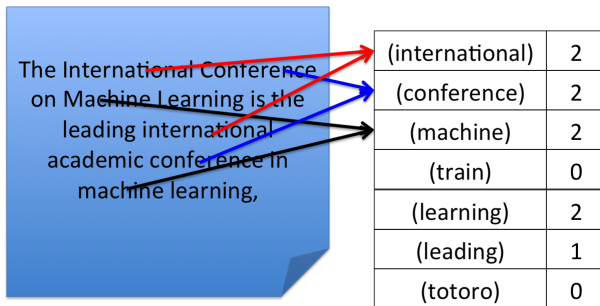 The International Conference
on Machine Learning is the
leading international
academic conference in
machine learning,
(international) 2
(conference) 2
(machine) 2
(train) 0
(learning) 2
(leading) 1
(totoro) 0